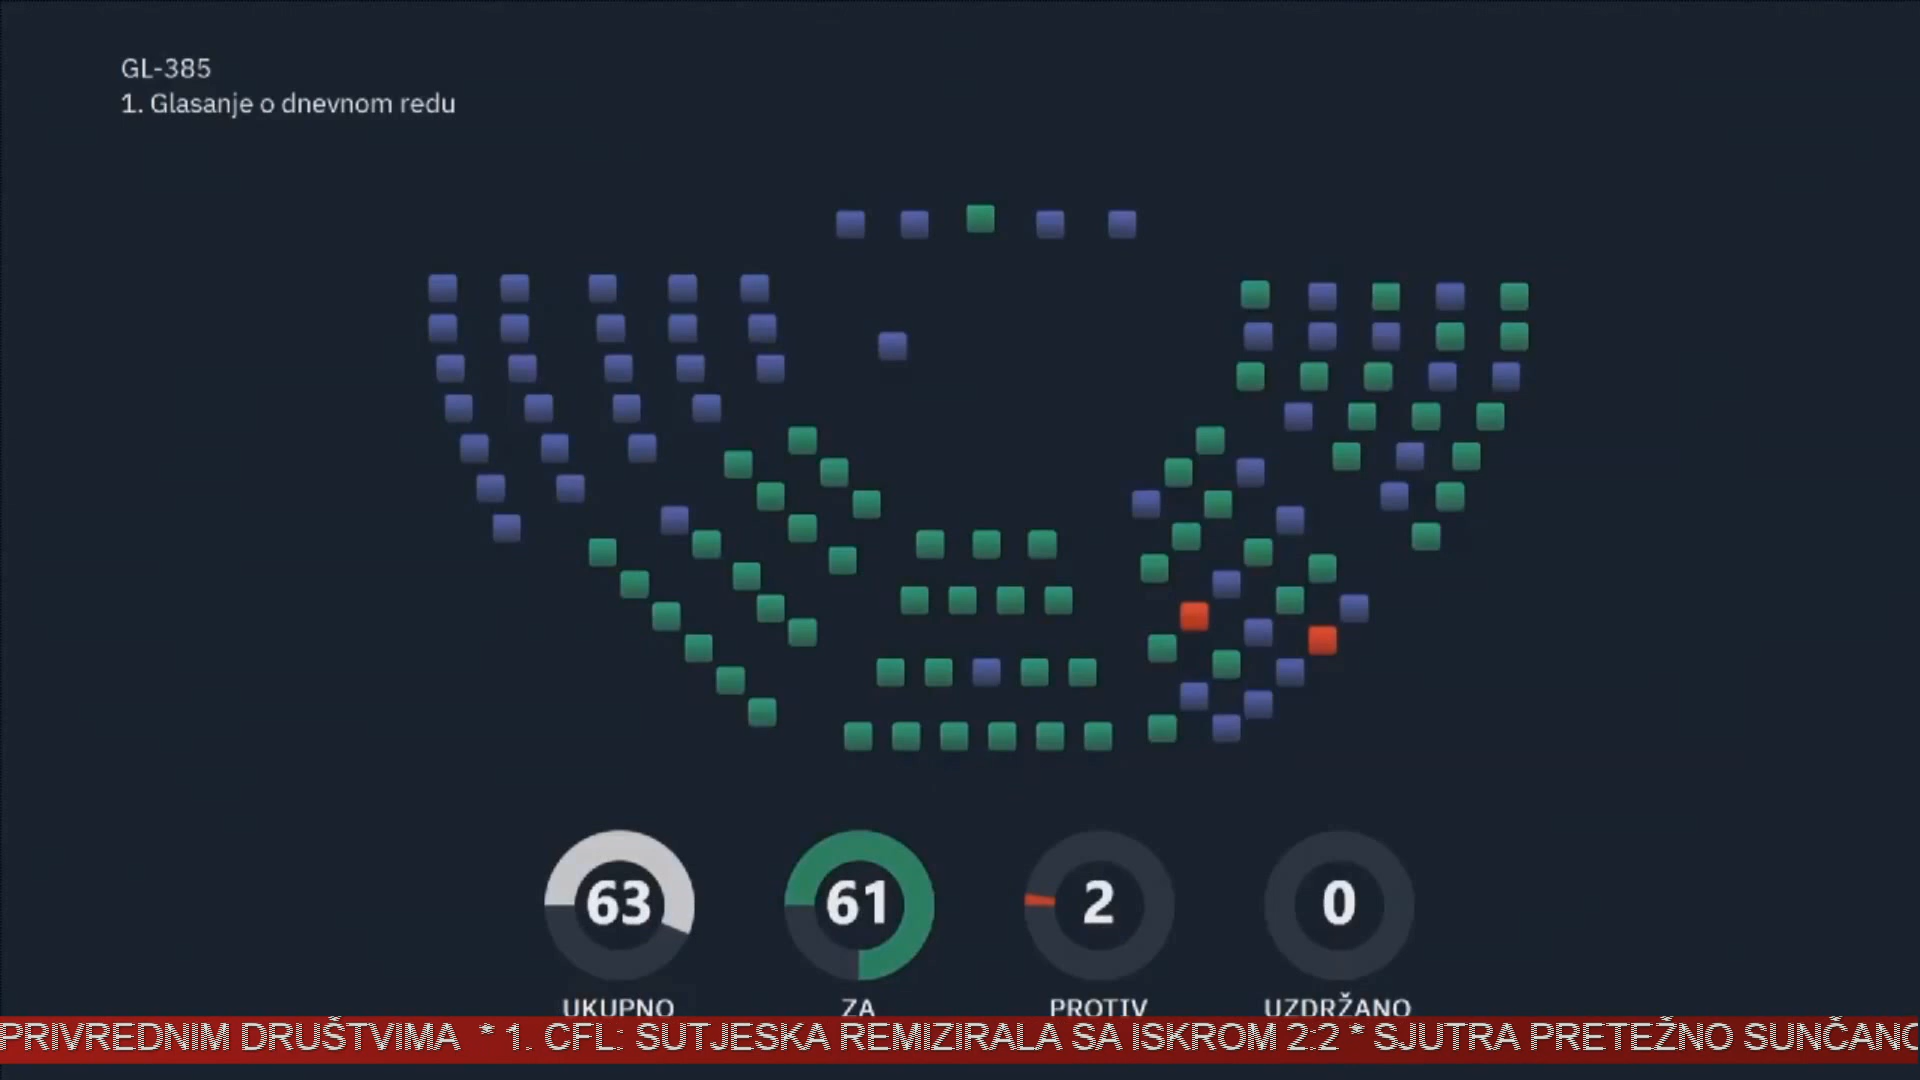 GL-385
1. Glasanje o dnevnom redu
63
61
2
0
UKUPNO
ZA
PROTIV
UZDRŽANO
PRIVREDNIM DRUŠTVIMA * 1. CFL: SUTJESKA REMIZIRALA SA ISKROM 2:2 * SJUTRA PRETEŽNO SUNČANO